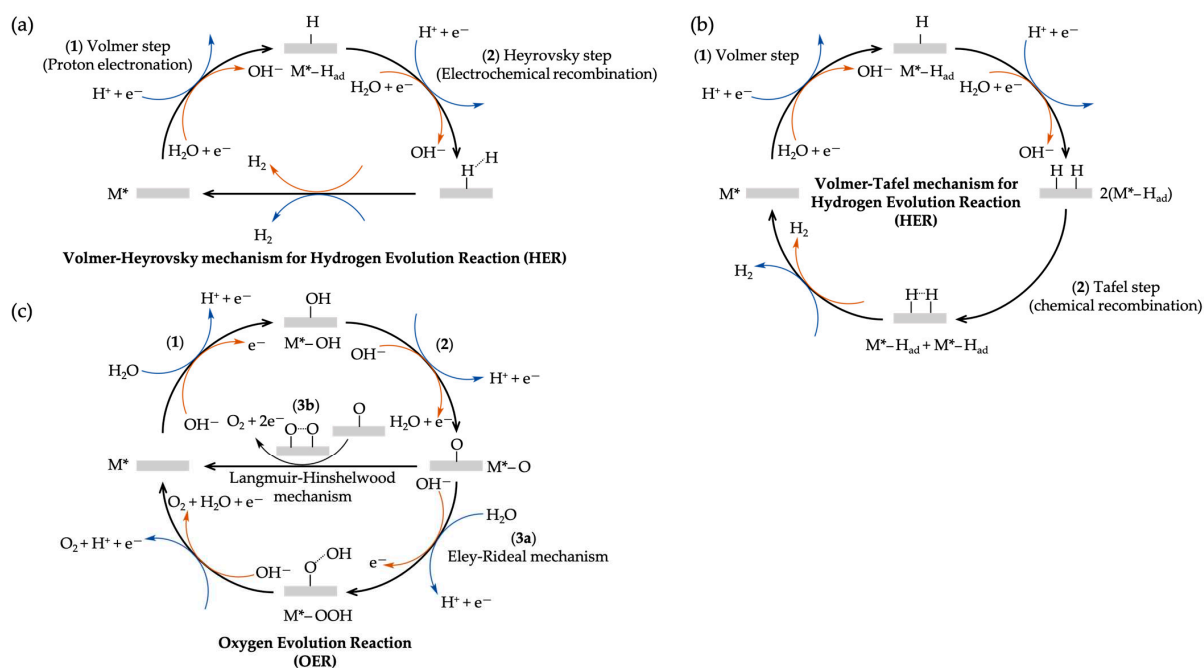 (a)
(1) Volmer step
(Proton electronation)
H⁺ + e⁻
OH⁻
H
M*–H_ad
H⁺ + e⁻
H₂O + e⁻
(2) Heyrovsky step
(Electrochemical recombination)
H₂O + e⁻
OH⁻
H
H
M*
H₂
H₂
Volmer-Heyrovsky mechanism for Hydrogen Evolution Reaction (HER)
(b)
(1) Volmer step
H⁺ + e⁻
OH⁻
H
M*–H_ad
H⁺ + e⁻
H₂O + e⁻
H₂O + e⁻
OH⁻
H H
M*
Volmer-Tafel mechanism for
Hydrogen Evolution Reaction
(HER)
2(M*–H_ad)
H₂
H₂
H H
M*–H_ad + M*–H_ad
(2) Tafel step
(chemical recombination)
(c)
H⁺ + e⁻
OH
(1)
e⁻
M*–OH
OH⁻
(2)
H₂O
H⁺ + e⁻
OH⁻
O₂ + 2e⁻
(3b)
O O
O
H₂O + e⁻
O
M*
M*–O
Langmuir-Hinshelwood
mechanism
OH⁻
O₂ + H₂O + e⁻
H₂O
O₂ + H⁺ + e⁻
(3a)
Eley-Rideal mechanism
OH⁻
OH
O
e⁻
H⁺ + e⁻
M*–OOH
Oxygen Evolution Reaction
(OER)